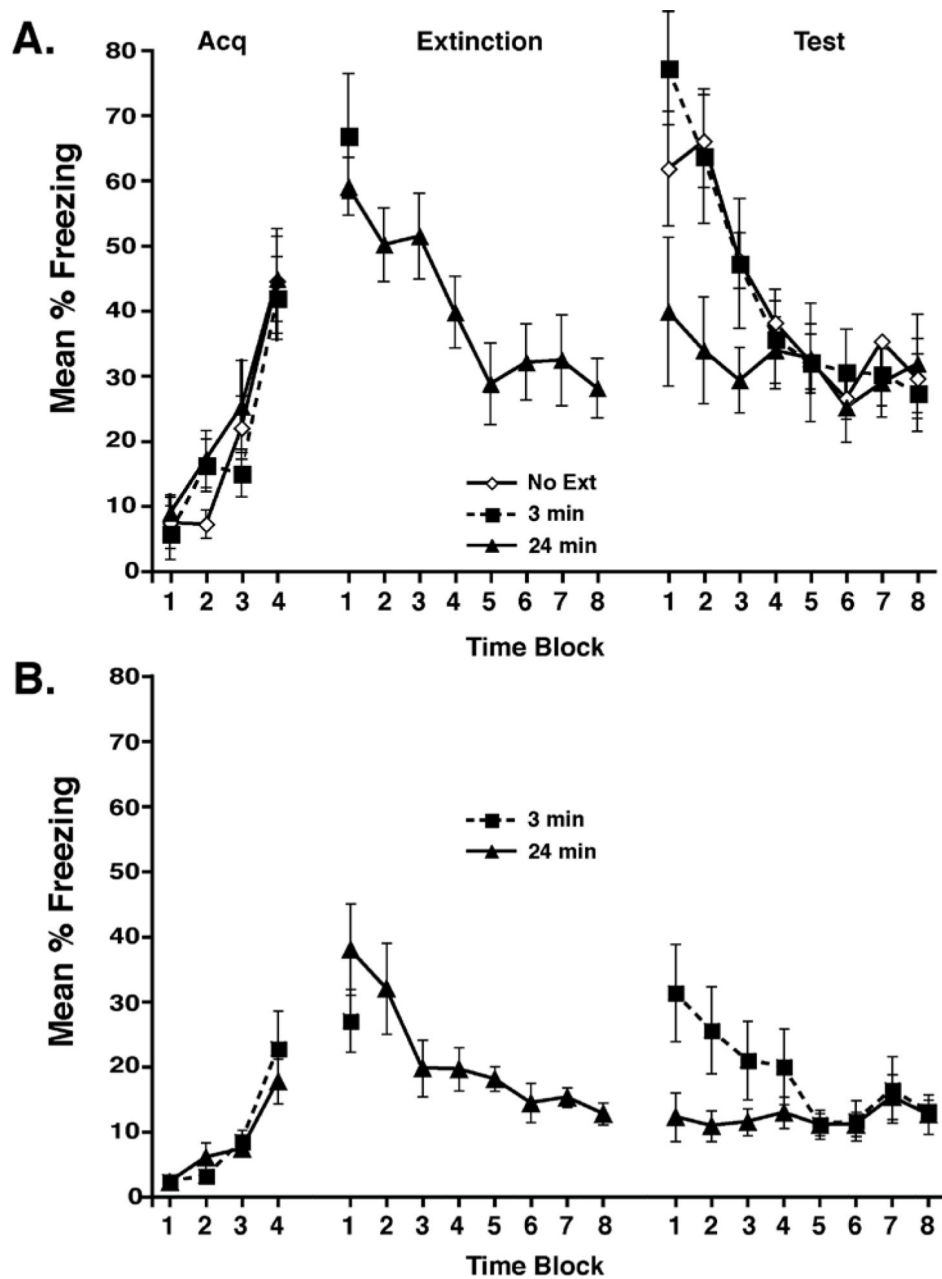 A.
Acq Extinction Test
Mean % Freezing
80
70
60
50
40
30
20
10
0
No Ext
3 min
24 min
1 2 3 4 1 2 3 4 5 6 7 8 1 2 3 4 5 6 7 8
Time Block
B.
Mean % Freezing
80
70
60
50
40
30
20
10
0
3 min
24 min
1 2 3 4 1 2 3 4 5 6 7 8 1 2 3 4 5 6 7 8
Time Block